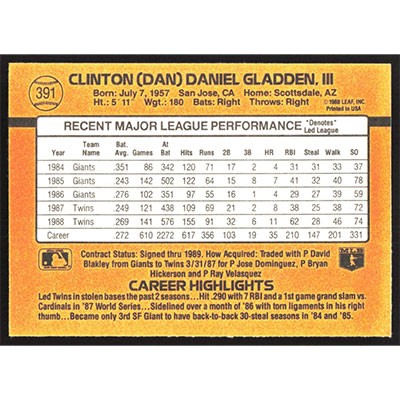 391
CLINTON (DAN) DANIEL GLADDEN, III
Born: July 7, 1957 San Jose, CA Home: Scottsdale, AZ
Ht.: 5' 11 Wgt.: 180 Bats: Right Throws: Right
©1988 LEAF, INC.
Printed in USA
RECENT MAJOR LEAGUE PERFORMANCE *Denotes Led League
Year Team Name Bat. Avg. Games At Bat Hits Runs 2B 3B HR RBI Steal Walk SO
1984 Giants .351 86 342 120 71 17 2 4 31 31 33 37
1985 Giants .243 142 502 122 64 15 8 7 41 32 40 78
1986 Giants .276 102 351 97 55 16 1 4 29 27 39 59
1987 Twins .249 121 438 109 69 21 2 8 38 25 38 72
1988 Twins .269 141 576 155 91 32 6 11 62 28 46 74
Career .272 610 2272 201 331
Contract Status: Signed thru 1989. How Acquired: Traded with P David
Blakley from Giants to Twins 3/31/87 for P Jose Dominguez, P Bryan
Hickerson and P Ray Velasquez
CAREER HIGHLIGHTS
Led Twins in stolen bases the past 2 seasons...Hit .290 with 7 RBI and a 1st game grand slam vs.
Cardinals in '87 World Series...Sidelined over a month of '86 with torn ligaments in his right
thumb...Became only 3rd SF Giant to have back-to-back 30-steal seasons in '84 and '85.